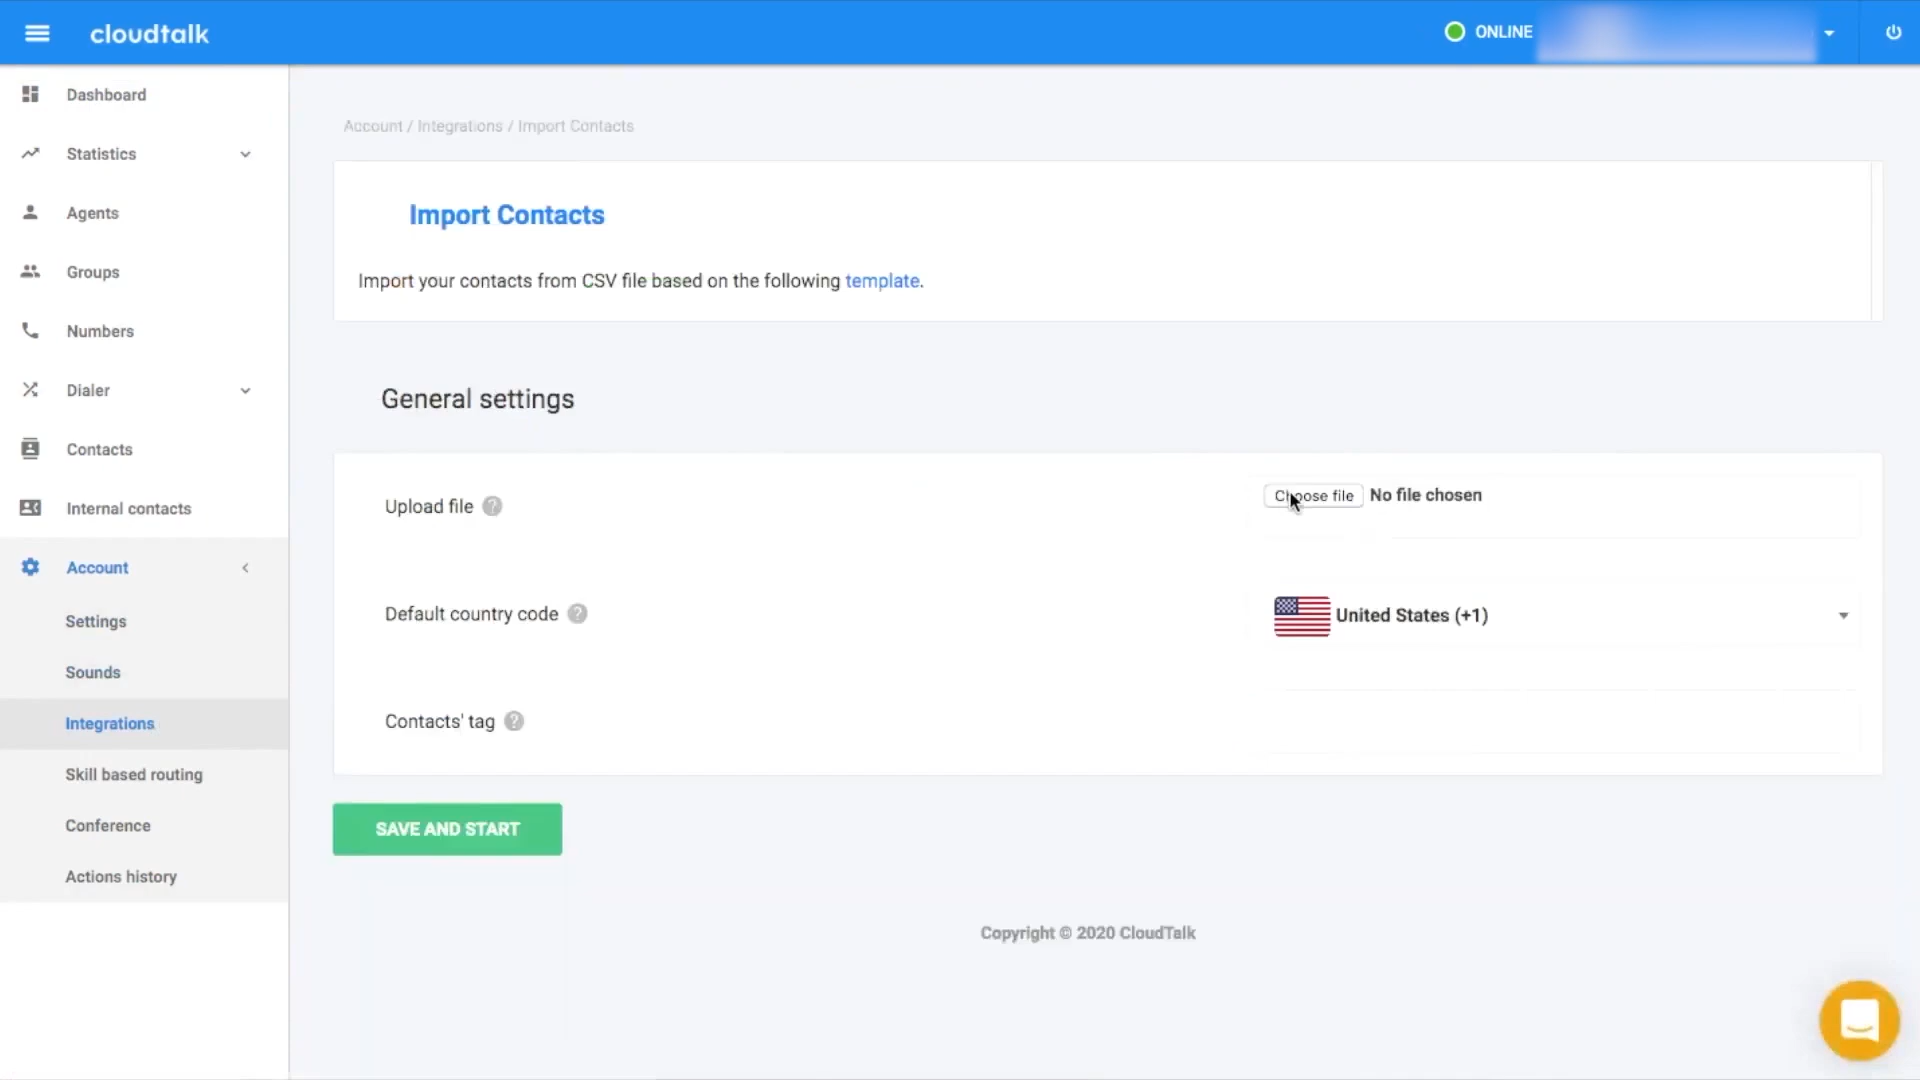 cloudtalk
ONLINE
Dashboard
Statistics
Agents
Groups
Numbers
Dialer
Contacts
Internal contacts
Account
Settings
Sounds
Integrations
Skill based routing
Conference
Actions history
Account / Integrations / Import Contacts
Import Contacts
Import your contacts from CSV file based on the following template.
General settings
Upload file ?
Choose file No file chosen
Default country code ?
United States (+1)
Contacts' tag ?
SAVE AND START
Copyright © 2020 CloudTalk